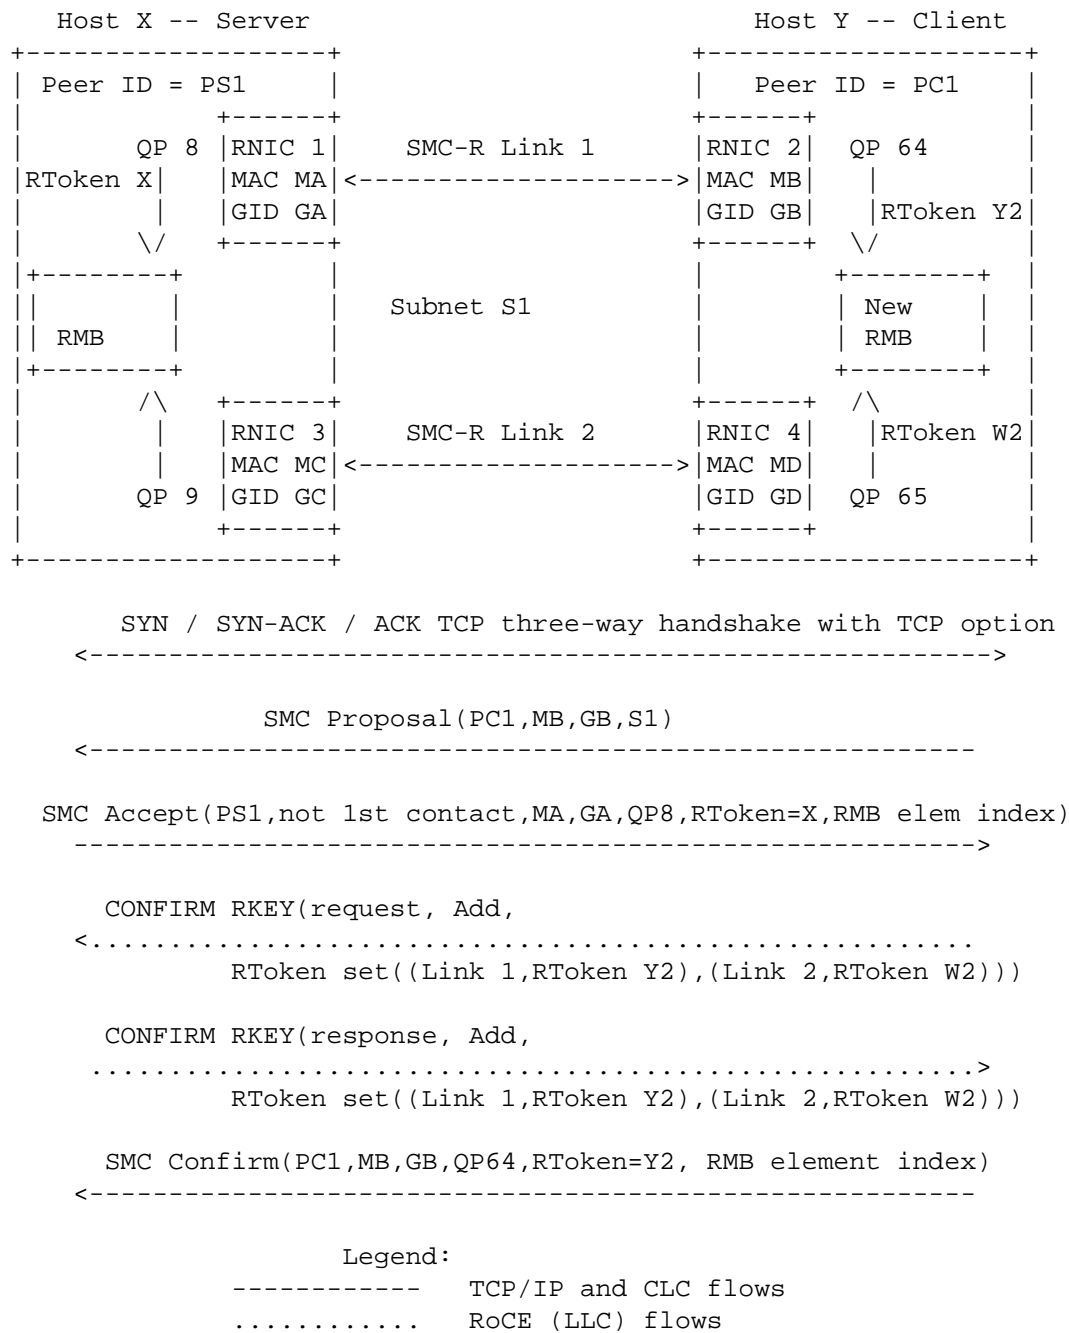 Host X -- Server                            Host Y -- Client
+-------------------+                      +--------------------+
| Peer ID = PS1     |                      |   Peer ID = PC1    |
|            +------+                      +------+             |
|       QP 8 |RNIC 1|    SMC-R Link 1      |RNIC 2|  QP 64      |
|RToken X|   |MAC MA|<-------------------->|MAC MB|   |         |
|        |   |GID GA|                      |GID GB|   |RToken Y2|
|       \/   +------+                      +------+  \/         |
|+--------+         |                      |        +--------+  |
||        |         |   Subnet S1          |        | New    |  |
|| RMB    |         |                      |        | RMB    |  |
|+--------+         |                      |        +--------+  |
|       /\   +------+                      +------+  /\         |
|        |   |RNIC 3|    SMC-R Link 2      |RNIC 4|   |RToken W2|
|        |   |MAC MC|<-------------------->|MAC MD|   |         |
|       QP 9 |GID GC|                      |GID GD|  QP 65      |
|            +------+                      +------+             |
+-------------------+                      +--------------------+
       SYN / SYN-ACK / ACK TCP three-way handshake with TCP option
    <--------------------------------------------------------->
                SMC Proposal(PC1,MB,GB,S1)
    <--------------------------------------------------------
  SMC Accept(PS1,not 1st contact,MA,GA,QP8,RToken=X,RMB elem index)
    --------------------------------------------------------->
      CONFIRM RKEY(request, Add,
    <........................................................
              RToken set((Link 1,RToken Y2),(Link 2,RToken W2)))
      CONFIRM RKEY(response, Add,
     ........................................................>
              RToken set((Link 1,RToken Y2),(Link 2,RToken W2)))
      SMC Confirm(PC1,MB,GB,QP64,RToken=Y2, RMB element index)
    <--------------------------------------------------------
                     Legend:
              ------------   TCP/IP and CLC flows
              ............   RoCE (LLC) flows